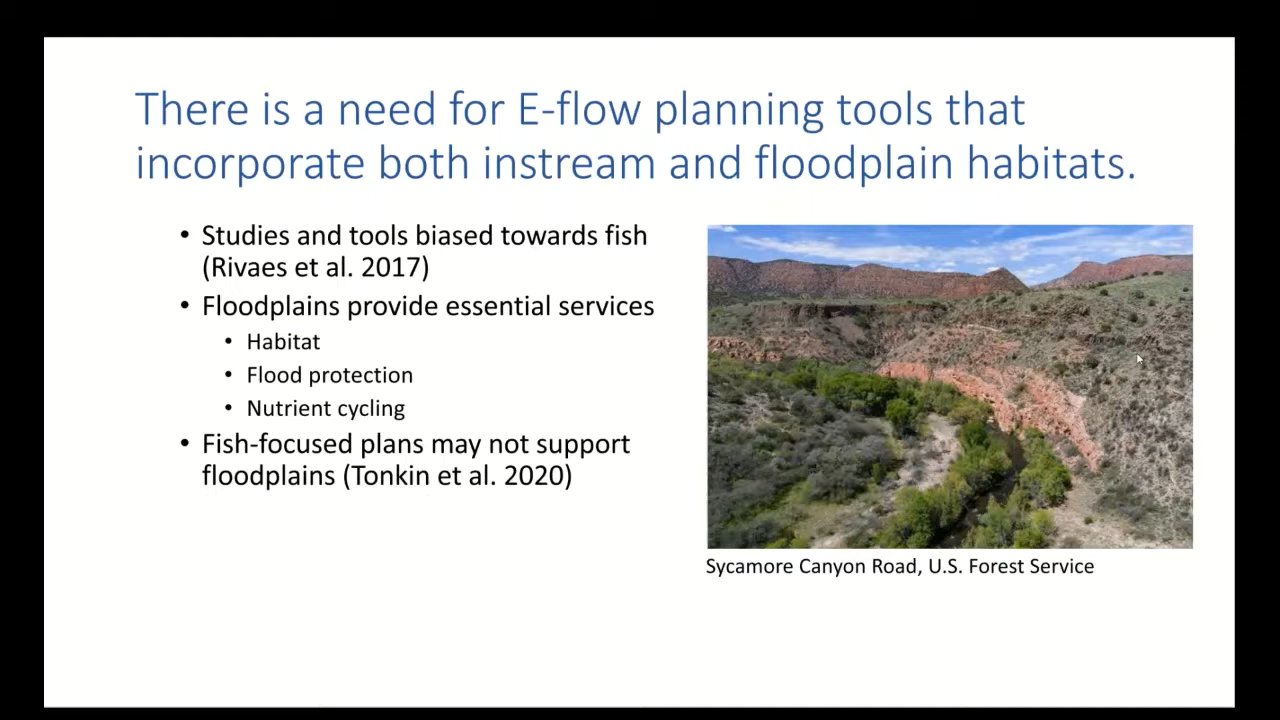 There is a need for E-flow planning tools that
incorporate both instream and floodplain habitats.
• Studies and tools biased towards fish
(Rivaes et al. 2017)
• Floodplains provide essential services
• Habitat
• Flood protection
• Nutrient cycling
• Fish-focused plans may not support
floodplains (Tonkin et al. 2020)
Sycamore Canyon Road, U.S. Forest Service